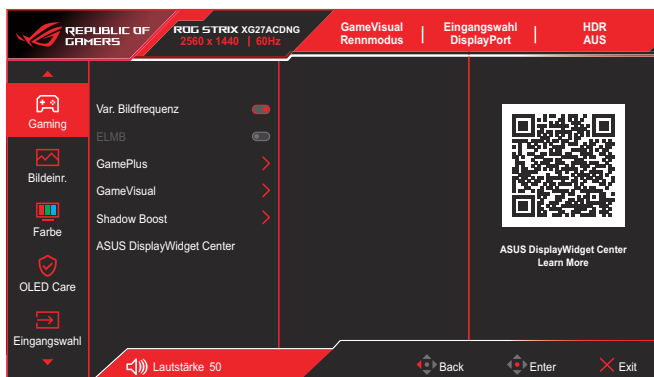 REPUBLIC OF
GAMERS
ROG STRIX XG27ACDNG
2560 x 1440 | 60Hz
GameVisual
Rennmodus
Eingangswahl
DisplayPort
HDR
AUS
Gaming
Bildeinr.
Farbe
OLED Care
Eingangswahl
Var. Bildfrequenz
ELMB
GamePlus
GameVisual
Shadow Boost
ASUS DisplayWidget Center
ASUS DisplayWidget Center
Learn More
Lautstärke 50
Back
Enter
Exit